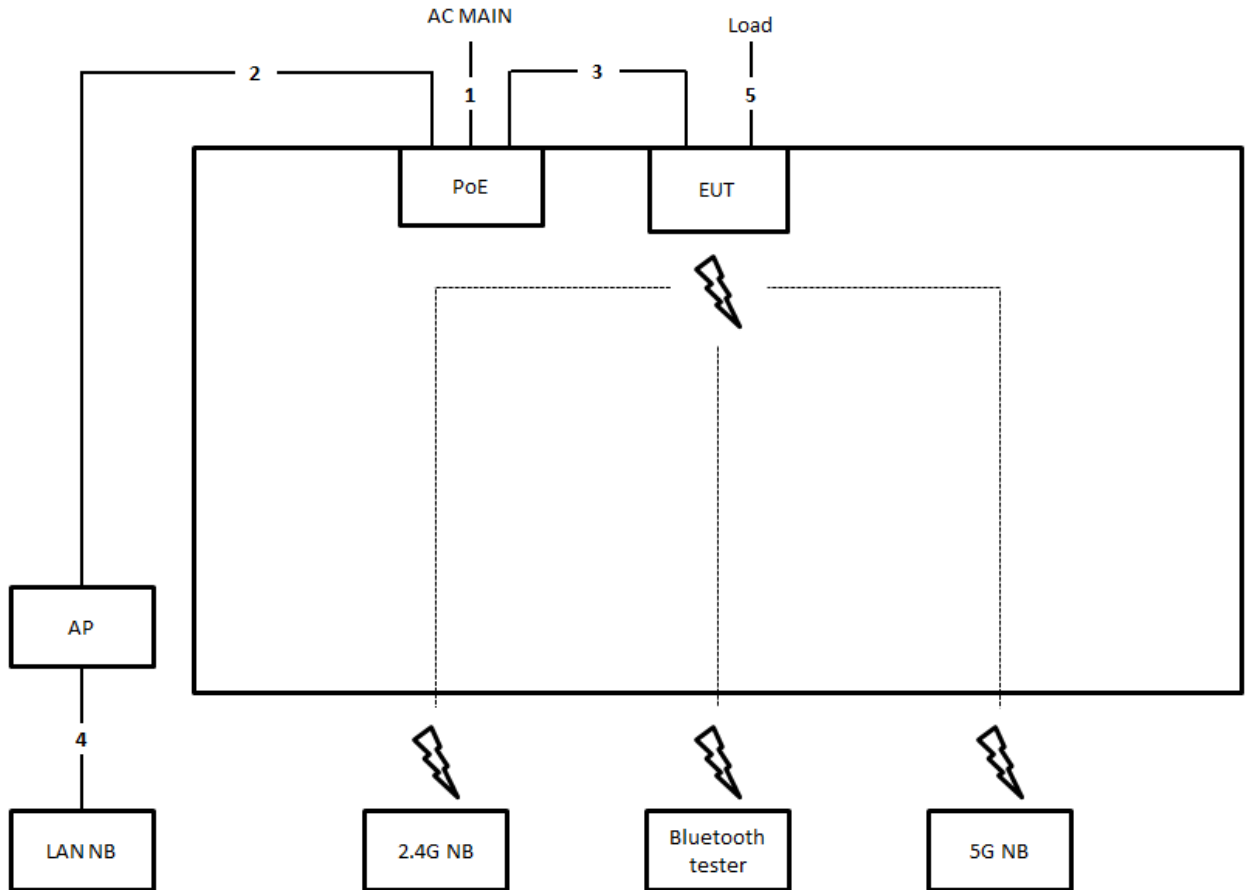 AC MAIN
Load
2
3
1
5
PoE
EUT
AP
4
LAN NB
2.4G NB
Bluetooth
tester
5G NB